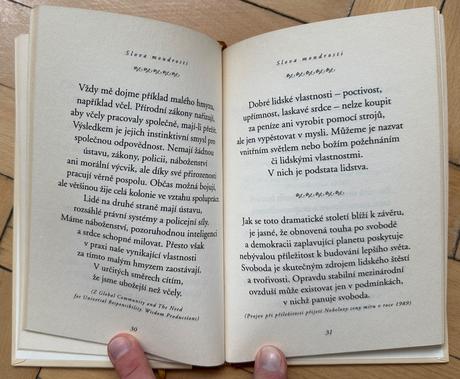 Slova moudrosti
Vždy mě dojme příklad malého hmyzu,
například včel. Přírodní zákony nařizují,
aby včely pracovaly společně, mají-li přežít.
Výsledkem je jejich instinktivní smysl pro
společnou odpovědnost. Nemají žádnou
ústavu, zákony, policii, náboženství
ani morální výcvik, ale díky své přirozenosti
pracují věrně pospolu. Občas možná bojují,
ale většinou žije celá kolonie ve vztahu spolupráce.
Lidé na druhé straně mají ústavu,
rozsáhlé právní systémy a policejní síly.
Máme náboženství, pozoruhodnou inteligenci
a srdce schopné milovat. Přesto však
v praxi naše vynikající vlastnosti
za tímto malým hmyzem zaostávají.
V určitých směrech cítím,
že jsme ubožejší než včely.
(Z Global Community and The Need
for Universal Responsibility, Wisdom Productions)
30
Slova moudrosti
Dobré lidské vlastnosti – poctivost,
upřímnost, laskavé srdce – nelze koupit
za peníze ani vyrobit pomocí strojů,
ale jen vypěstovat v mysli. Můžeme je nazvat
vnitřním světlem nebo božím požehnáním
či lidskými vlastnostmi.
V nich je podstata lidstva.
Jak se toto dramatické století blíží k závěru,
je jasné, že obnovená touha po svobodě
a demokracii zaplavující planetu poskytuje
nebývalou příležitost k budování lepšího světa.
Svoboda je skutečným zdrojem lidského štěstí
a tvořivosti. Opravdu stabilní mezinárodní
ovzduší může existovat jen v podmínkách,
v nichž panuje svoboda.
(Projev při příležitosti přijetí Nobelovy ceny míru v roce 1989)
31